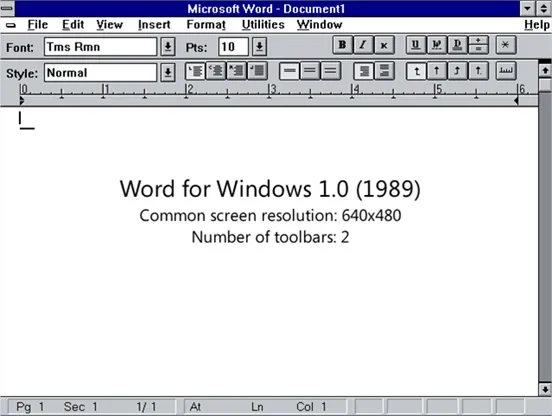 Microsoft Word - Document1
File Edit View Insert Format Utilities Window Help
Font: Tms Rmn Pts: 10 B I K U W D
Style: Normal
0 1 2 3 4 5 6
Word for Windows 1.0 (1989)
Common screen resolution: 640x480
Number of toolbars: 2
Pg 1 Sec 1 1/ 1 At Ln Col 1